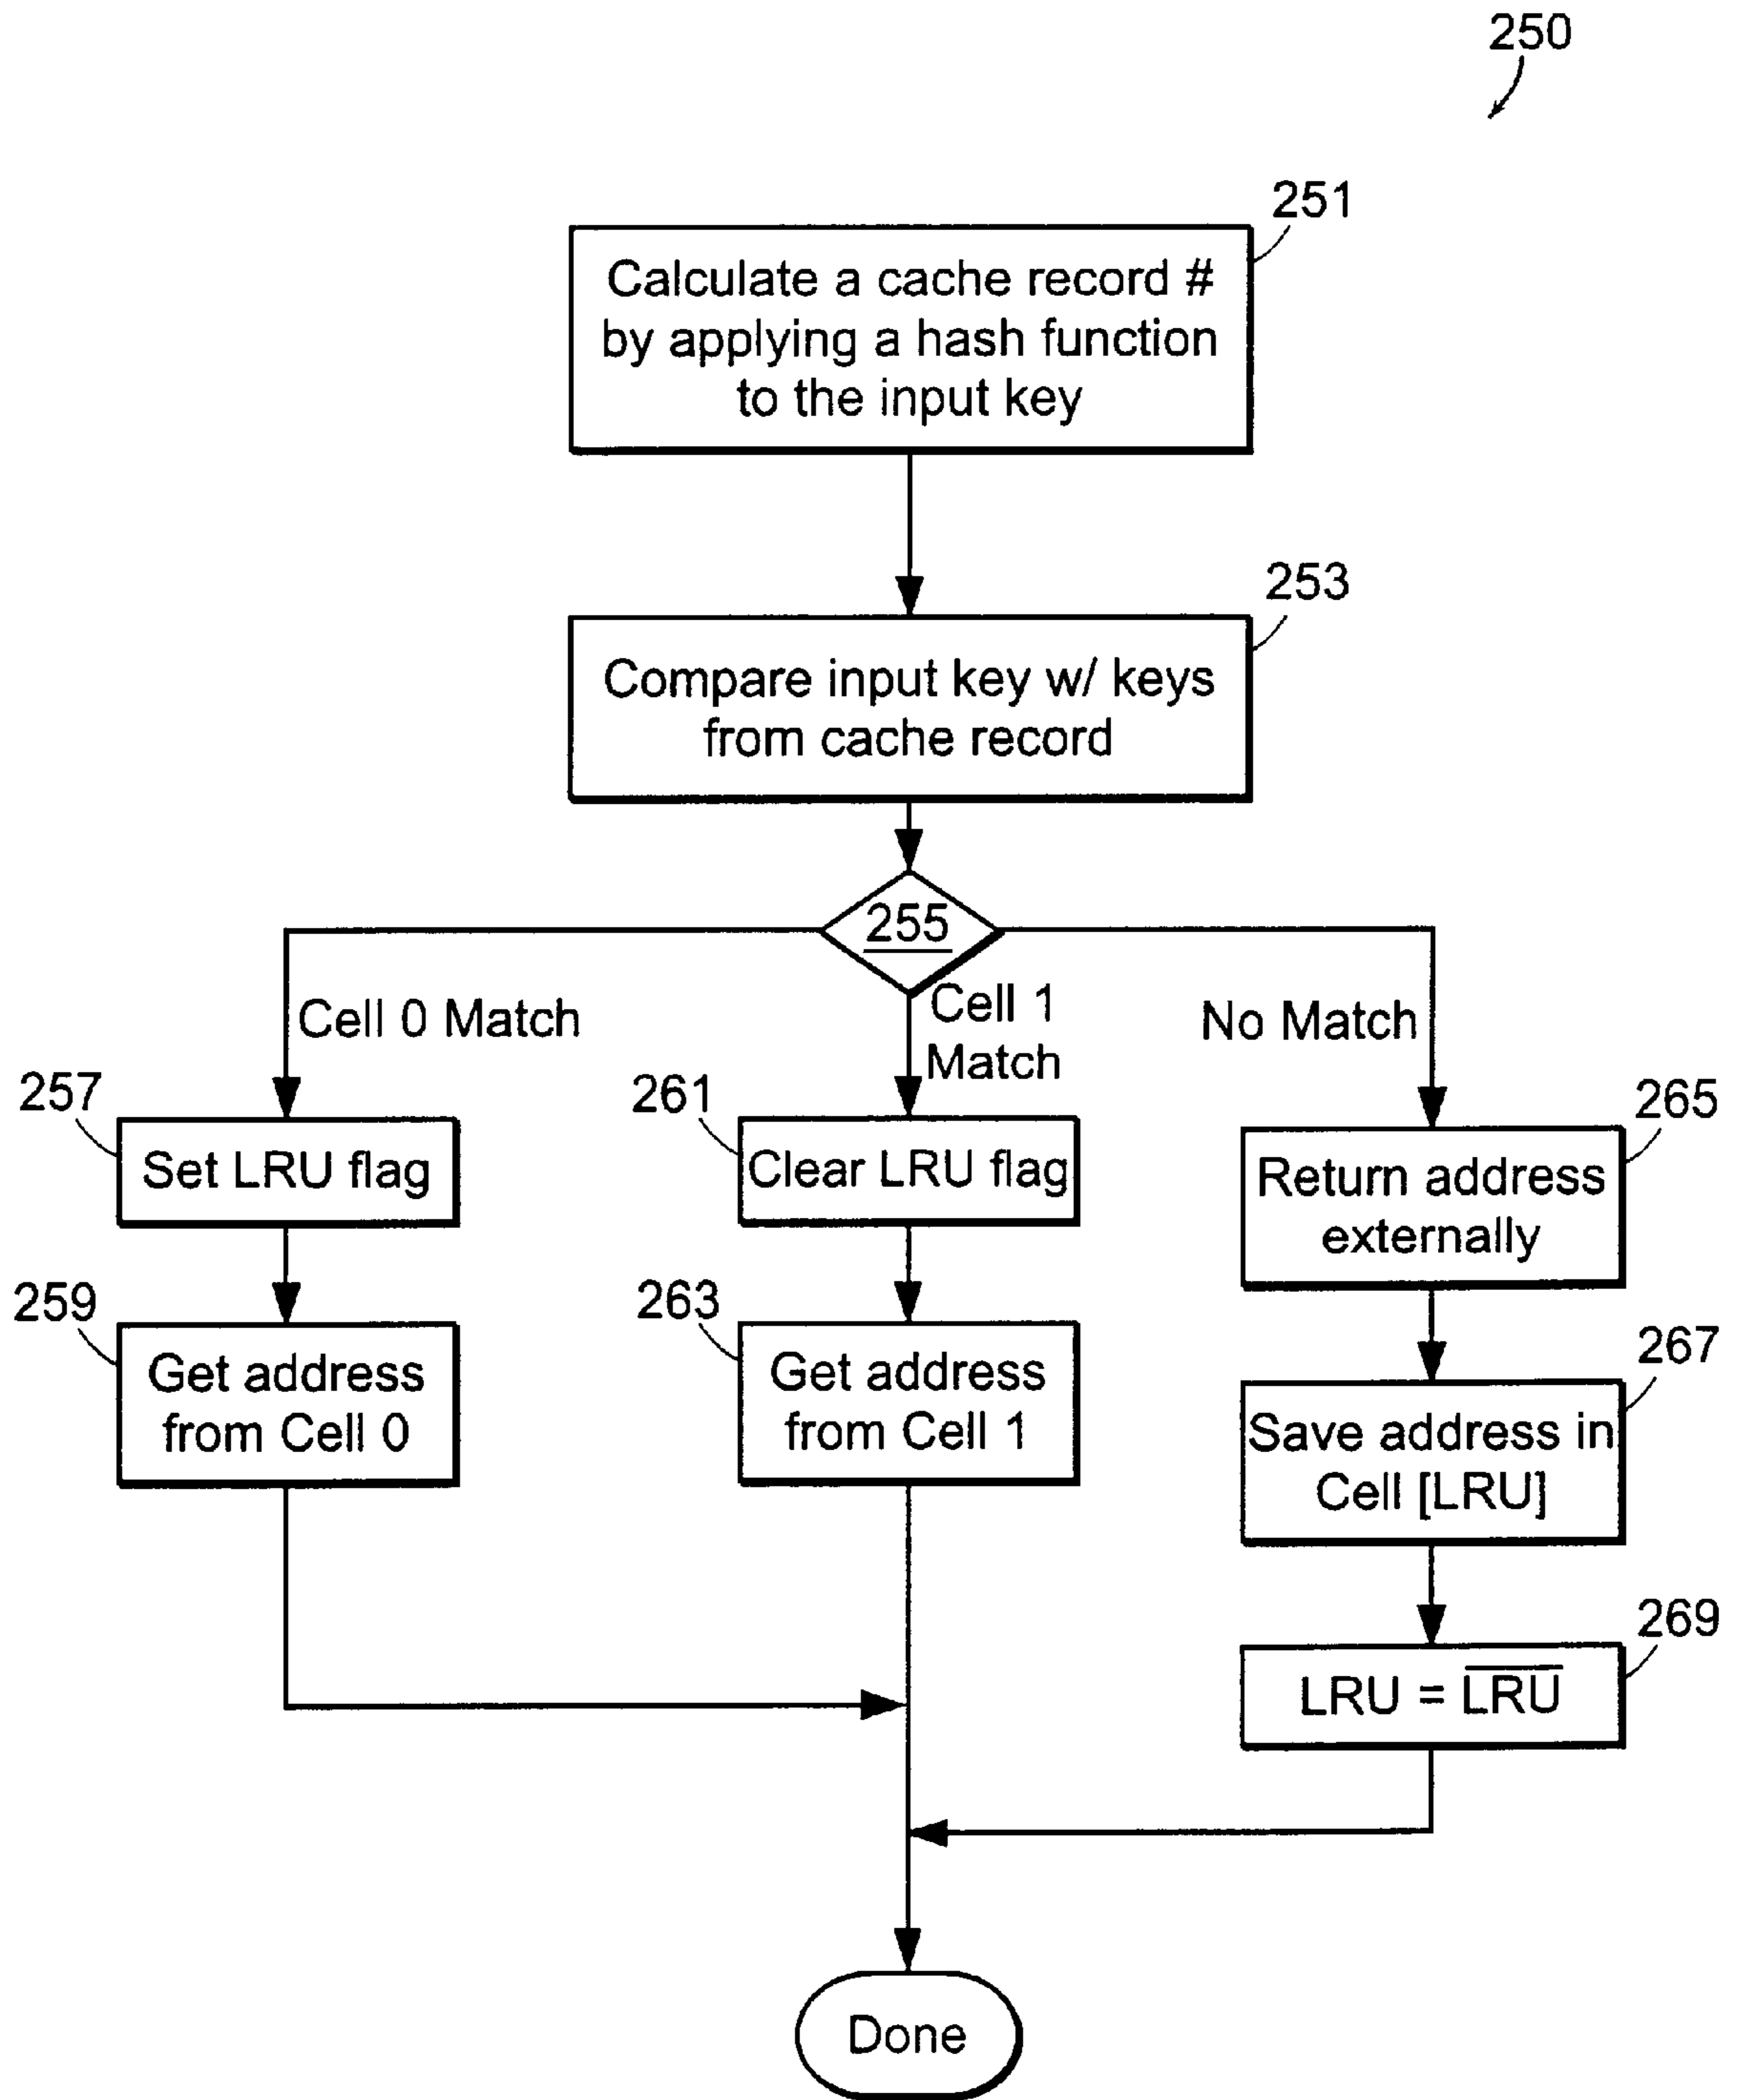 250
251
Calculate a cache record #
by applying a hash function
to the input key
253
Compare input key w/ keys
from cache record
255
Cell 0 Match
Cell 1
Match
No Match
257
Set LRU flag
261
Clear LRU flag
265
Return address
externally
259
Get address
from Cell 0
263
Get address
from Cell 1
267
Save address in
Cell [LRU]
269
LRU = L̅R̅U̅
Done